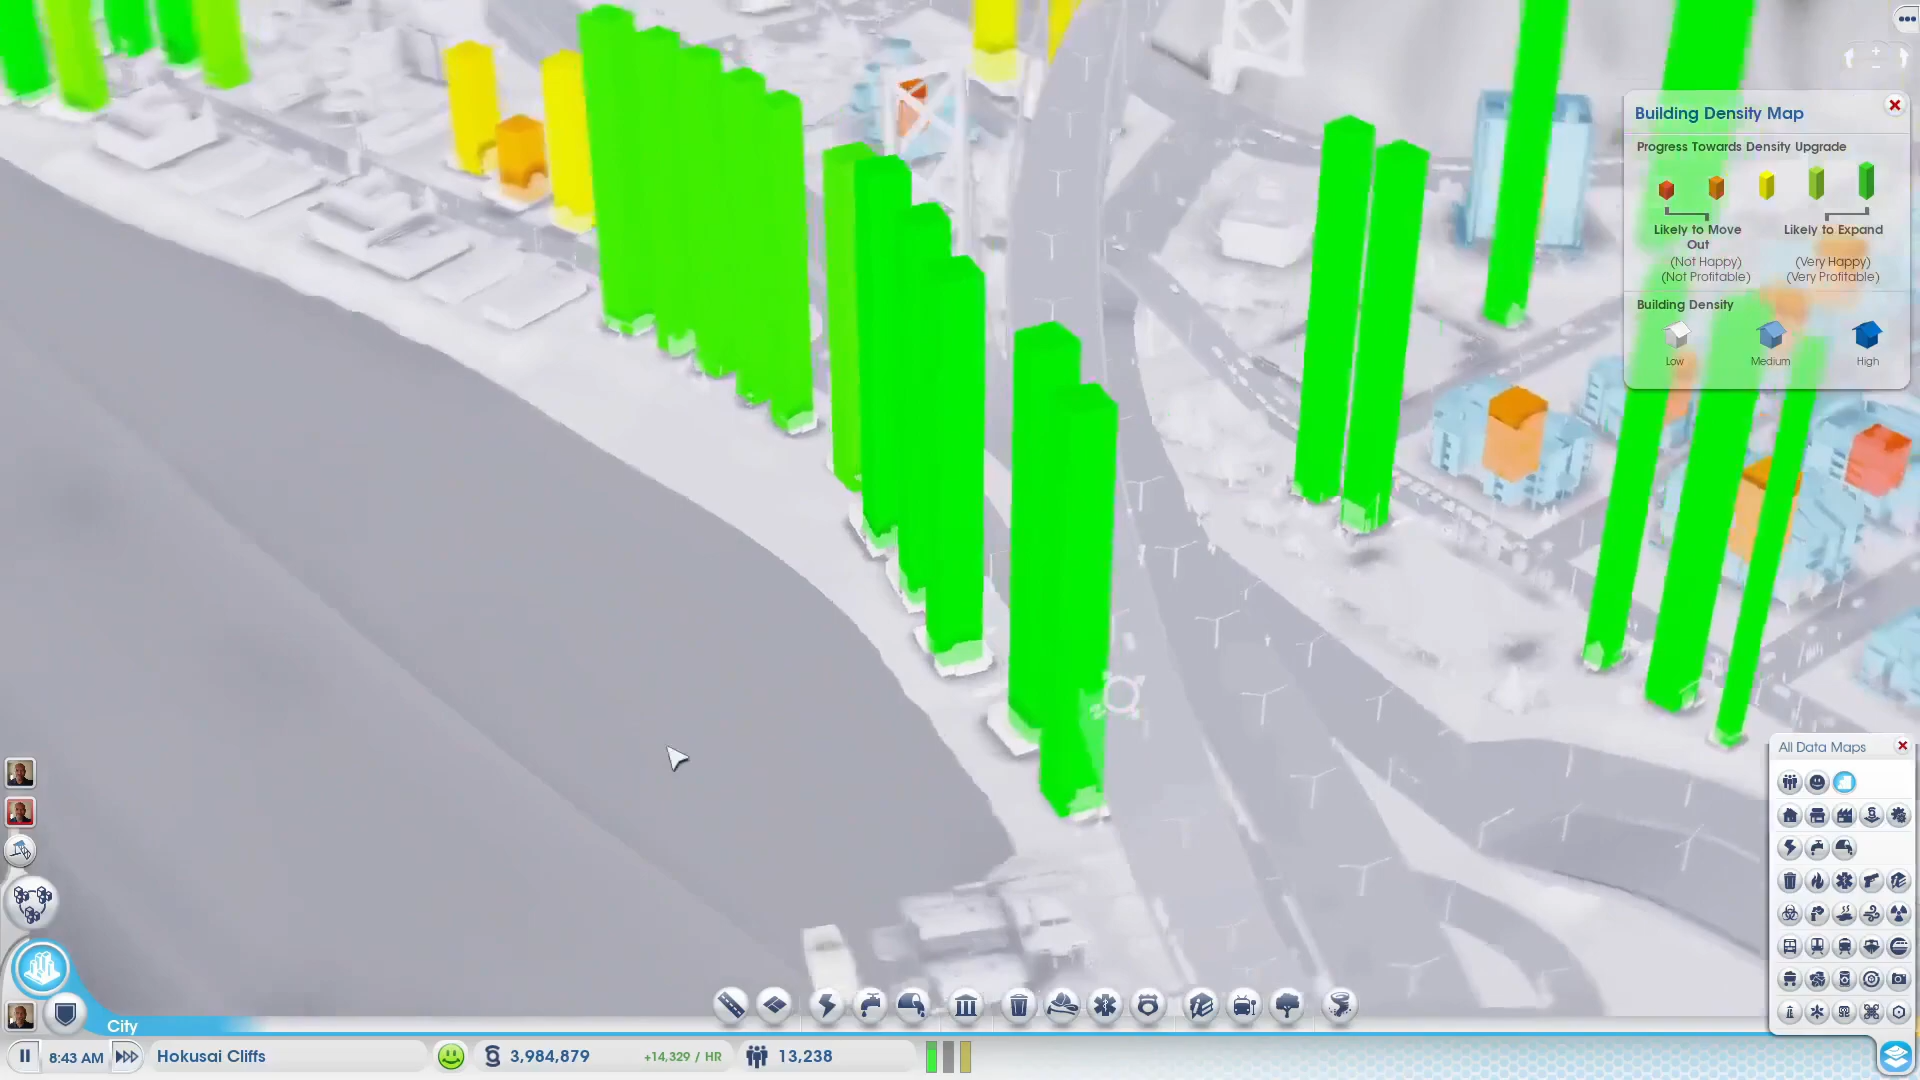 Building Density Map
Progress Towards Density Upgrade
Likely to Move Out
(Not Happy)
(Not Profitable)
Likely to Expand
(Very Happy)
(Very Profitable)
Building Density
Low
Medium
High
All Data Maps
City
8:43 AM
Hokusai Cliffs
3,984,879
+14,329 / HR
13,238